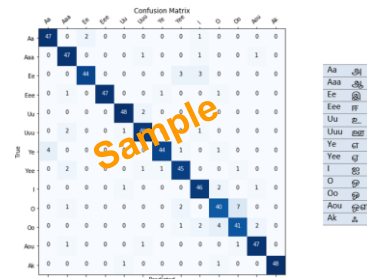 Confusion Matrix
Aa Aaa Ee Eee Uu Uuu Ye Yee I O Oo Aou Ak
Aa 47 0 2 0 0 0 0 0 1 0 0 0 0
Aaa 0 47 0 0 0 1 0 0 1 0 0 1 0
Ee 0 0 44 0 0 0 0 3 3 0 0 0 0
Eee 0 1 0 47 0 0 1 0 0 1 0 0 0
Uu 0 0 0 0 48 2 0 0 0 0 0
Uuu 0 2 0 0 1 1 0 0 0 0
Ye 4 0 0 0 0 44 1 0 1 0 0 0
Yee 0 2 0 0 0 1 1 45 0 0 1 0 0
I 0 0 0 0 1 0 0 0 46 2 0 1 0
O 0 1 0 0 0 0 0 2 0 40 7 0 0
Oo 0 0 0 0 0 0 0 1 2 4 41 2 0
Aou 0 1 0 0 0 1 0 0 0 0 1 47 0
Ak 0 0 0 0 1 0 0 0 0 1 0 0 48
True
Predicted
Sample
Aa அ
Aaa ஆ
Ee இ
Eee ஈ
Uu உ
Uuu ஊ
Ye எ
Yee ஏ
I ஐ
O ஒ
Oo ஓ
Aou ஔ
Ak ஃ